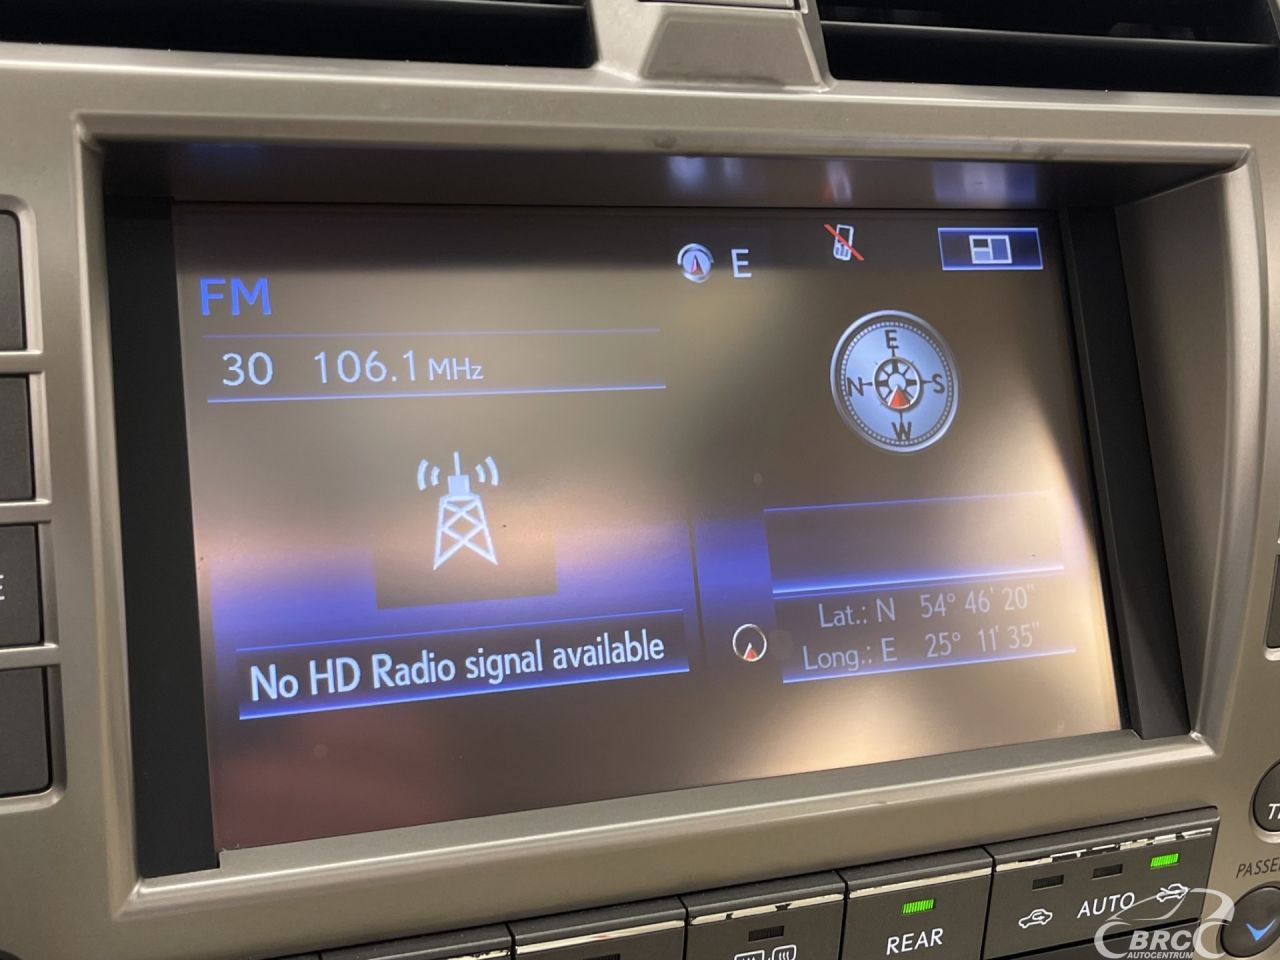 E
FM
30 106.1 MHz
E
N S
W
Lat.: N 54° 46' 20"
Long.: E 25° 11' 35"
No HD Radio signal available
E
AUTO
REAR
PASSE
BRC
AUTOCENTRUM